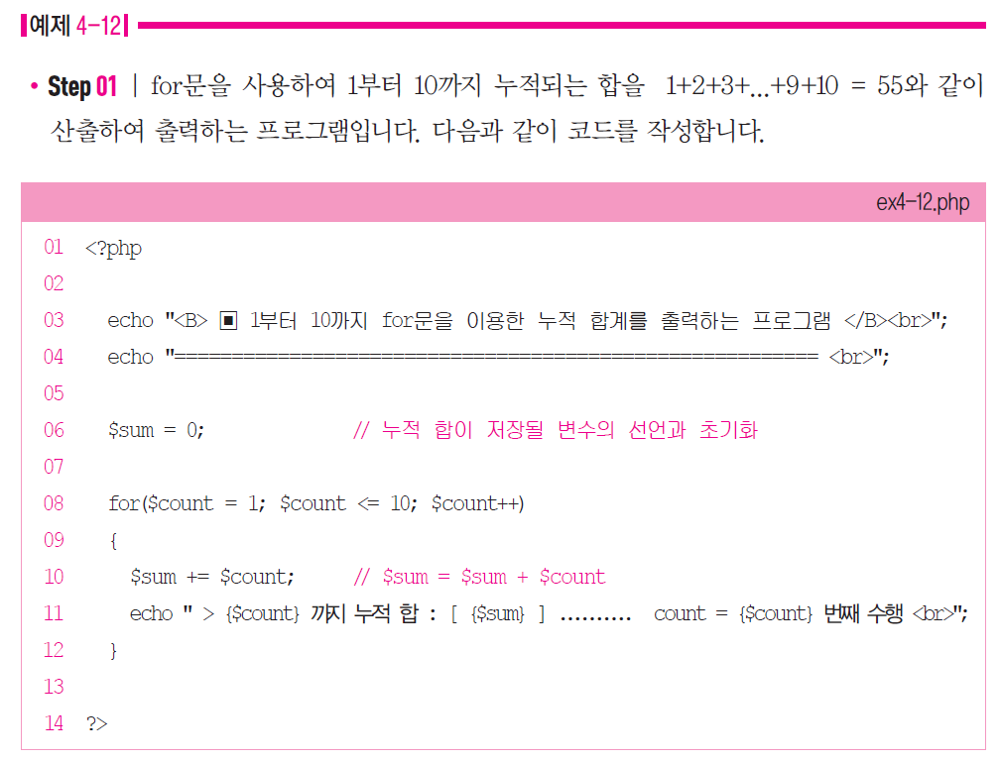 예제 4-12
• Step 01 | for문을 사용하여 1부터 10까지 누적되는 합을 1+2+3+...+9+10 = 55와 같이
산출하여 출력하는 프로그램입니다. 다음과 같이 코드를 작성합니다.
ex4-12.php
01 <?php
02
03 echo "<B> ▣ 1부터 10까지 for문을 이용한 누적 합계를 출력하는 프로그램 </B><br>";
04 echo "======================================================== <br>";
05
06 $sum = 0; // 누적 합이 저장될 변수의 선언과 초기화
07
08 for($count = 1; $count <= 10; $count++)
09 {
10 $sum += $count; // $sum = $sum + $count
11 echo " > {$count} 까지 누적 합 : [ {$sum} ] .......... count = {$count} 번째 수행 <br>";
12 }
13
14 ?>